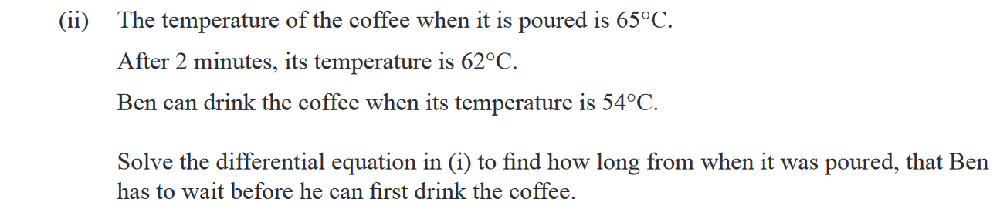 (ii) The temperature of the coffee when it is poured is 65°C.
After 2 minutes, its temperature is 62°C.
Ben can drink the coffee when its temperature is 54°C.
Solve the differential equation in (i) to find how long from when it was poured, that Ben
has to wait before he can first drink the coffee.